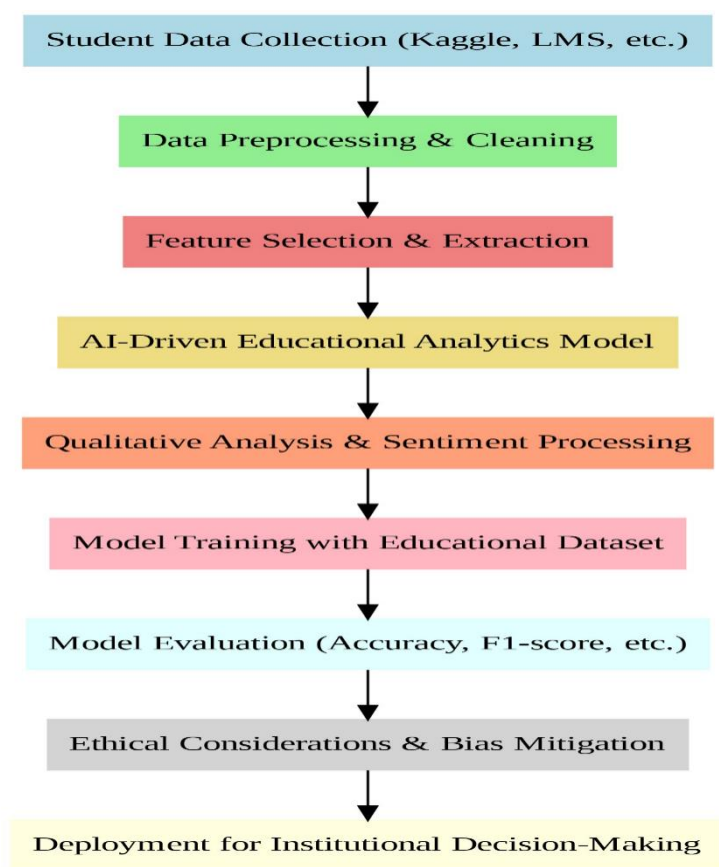 Student Data Collection (Kaggle, LMS, etc.)
Data Preprocessing & Cleaning
Feature Selection & Extraction
AI-Driven Educational Analytics Model
Qualitative Analysis & Sentiment Processing
Model Training with Educational Dataset
Model Evaluation (Accuracy, F1-score, etc.)
Ethical Considerations & Bias Mitigation
Deployment for Institutional Decision-Making